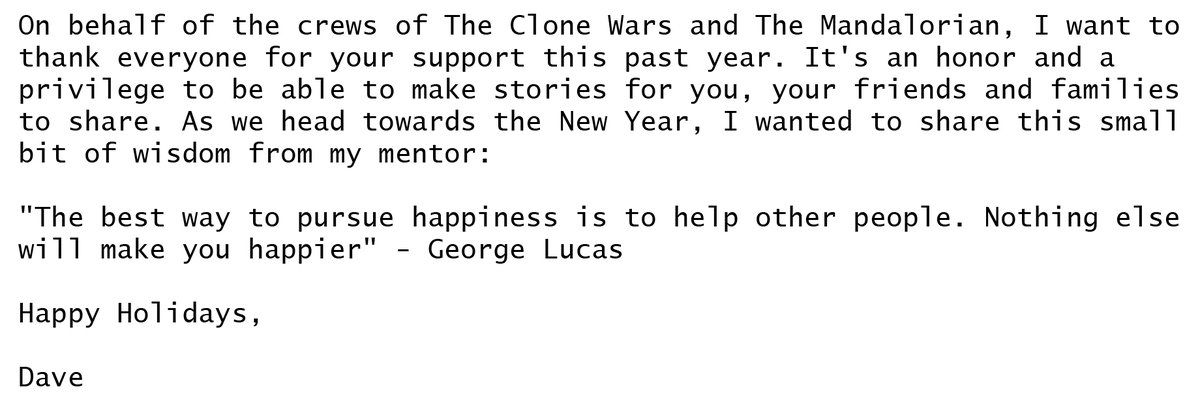 On behalf of the crews of The Clone Wars and The Mandalorian, I want to
thank everyone for your support this past year. It's an honor and a
privilege to be able to make stories for you, your friends and families
to share. As we head towards the New Year, I wanted to share this small
bit of wisdom from my mentor:
"The best way to pursue happiness is to help other people. Nothing else
will make you happier" - George Lucas
Happy Holidays,
Dave